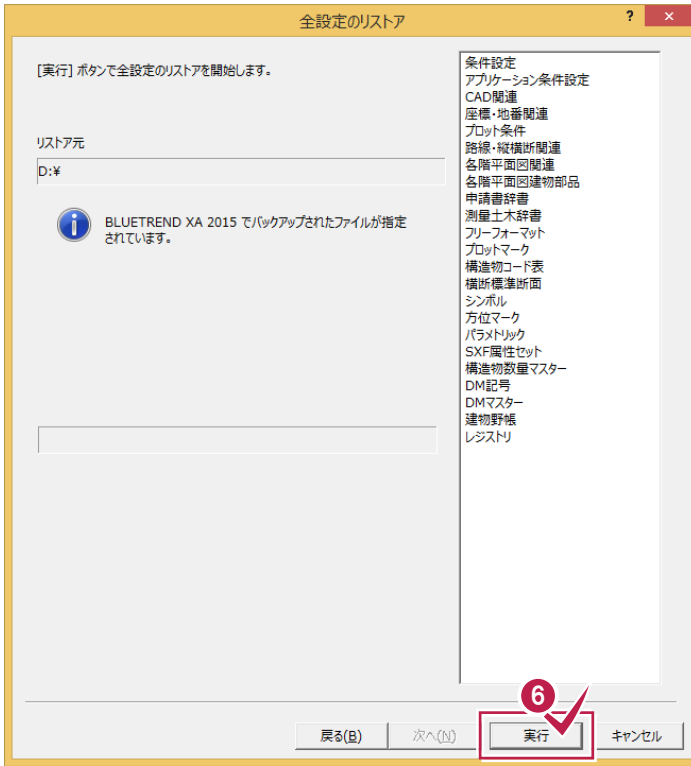 全設定のリストア
?
×
[実行] ボタンで全設定のリストアを開始します。
リストア元
D:¥
BLUETREND XA 2015 でバックアップされたファイルが指定
されています。
条件設定
アプリケーション条件設定
CAD関連
座標・地番関連
プロット条件
路線・縦横断関連
各階平面図関連
各階平面図建物部品
申請書辞書
測量土木辞書
フリーフォーマット
プロットマーク
構造物コード表
横断標準断面
シンボル
方位マーク
パラメトリック
SXF属性セット
構造物数量マスター
DM記号
DMマスター
建物野帳
レジストリ
6
戻る(B)
次へ(N)
実行
キャンセル